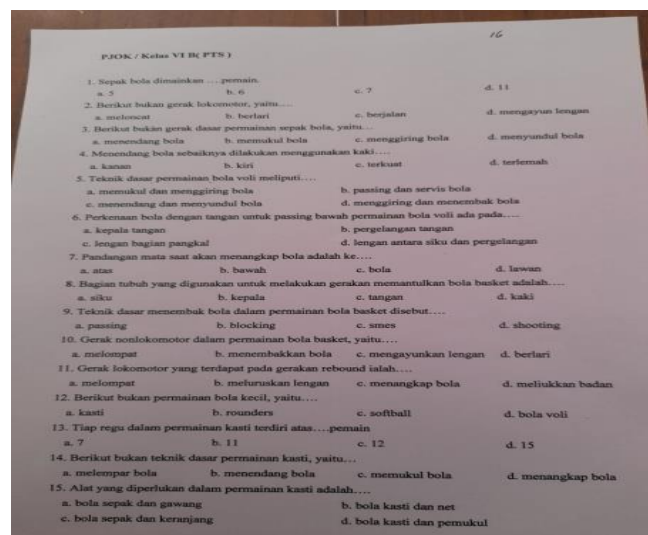 16
PJOK / Kelas VI B( PTS )
1. Sepak bola dimainkan ....pemain.
a. 5 b. 6 c. 7 d. 11
2. Berikut bukan gerak lokomotor, yaitu....
a. meloncat b. berlari c. berjalan d. mengayun lengan
3. Berikut bukan gerak dasar permainan sepak bola, yaitu...
a. menendang bola b. memukul bola c. menggiring bola d. menyundul bola
4. Menendang bola sebaiknya dilakukan menggunakan kaki....
a. kanan b. kiri c. terkuat d. terlemah
5. Teknik dasar permainan bola voli meliputi....
a. memukul dan menggiring bola b. passing dan servis bola
c. menendang dan menyundul bola d. menggiring dan menembak bola
6. Perkenaan bola dengan tangan untuk passing bawah permainan bola voli ada pada....
a. kepala tangan b. pergelangan tangan
c. lengan bagian pangkal d. lengan antara siku dan pergelangan
7. Pandangan mata saat akan menangkap bola adalah ke....
a. atas b. bawah c. bola d. lawan
8. Bagian tubuh yang digunakan untuk melakukan gerakan memantulkan bola basket adalah....
a. siku b. kepala c. tangan d. kaki
9. Teknik dasar menembak bola dalam permainan bola basket disebut....
a. passing b. blocking c. smes d. shooting
10. Gerak nonlokomotor dalam permainan bola basket, yaitu....
a. melompat b. menembakkan bola c. mengayunkan lengan d. berlari
11. Gerak lokomotor yang terdapat pada gerakan rebound ialah....
a. melompat b. meluruskan lengan c. menangkap bola d. meliukkan badan
12. Berikut bukan permainan bola kecil, yaitu....
a. kasti b. rounders c. softball d. bola voli
13. Tiap regu dalam permainan kasti terdiri atas....pemain
a. 7 b. 11 c. 12 d. 15
14. Berikut bukan teknik dasar permainan kasti, yaitu...
a. melempar bola b. menendang bola c. memukul bola d. menangkap bola
15. Alat yang diperlukan dalam permainan kasti adalah....
a. bola sepak dan gawang b. bola kasti dan net
c. bola sepak dan keranjang d. bola kasti dan pemukul